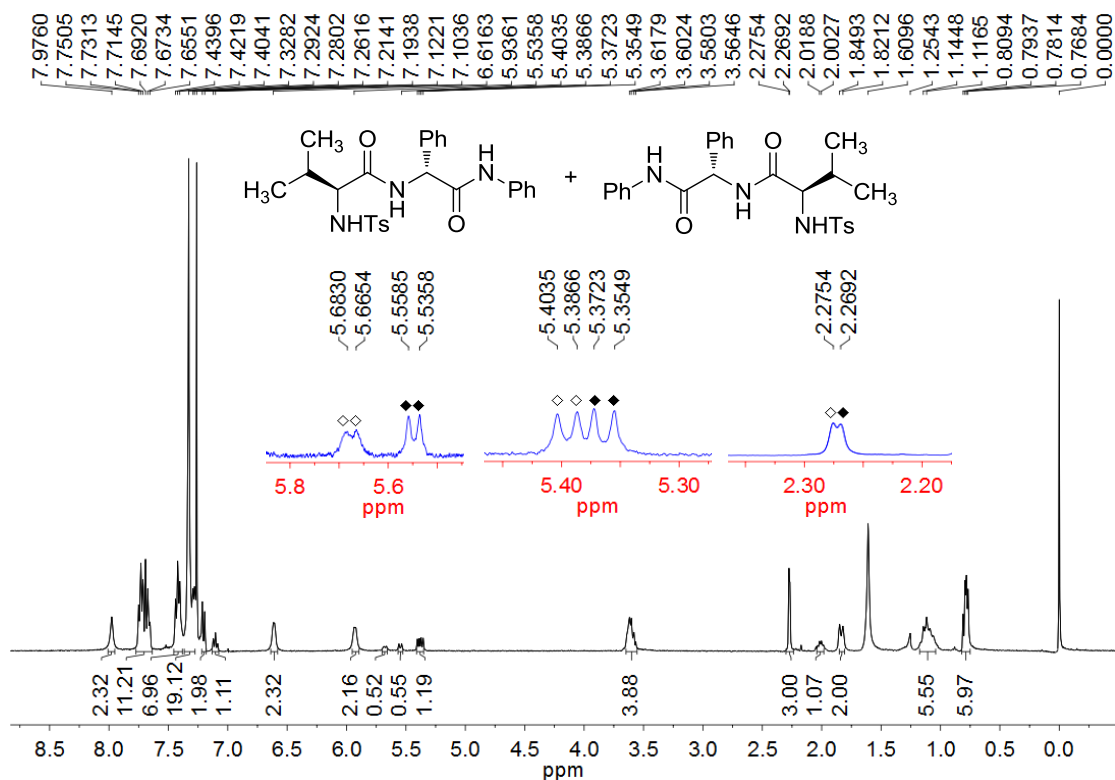 7.9760 7.7505 7.7313 7.7145 7.6920 7.6734 7.6551 7.4396 7.4219 7.4041 7.3282 7.2924 7.2802 7.2616 7.1938 7.1221 7.1036 6.6163 5.9361 5.5358 5.4035 5.3866 5.3723 5.3549 3.6179 3.6024 3.5803 3.5646 2.2754 2.2692 2.0188 2.0027 1.8493 1.8212 1.6096 1.2543 1.1448 1.1165 0.8094 0.7937 0.7814 0.7684 0.0000
CH3 O Ph H N Ph
H3C N H O
NHTs
+
Ph H N Ph O CH3
O N H CH3
NHTs
5.6830 5.6654 5.5585 5.5358
5.4035 5.3866 5.3723 5.3549
2.2754 2.2692
5.8 5.6
ppm
5.40 5.30
ppm
2.30 2.20
ppm
2.32 11.21 6.96 19.12 1.98 1.11 2.32 2.16 0.52 0.55 1.19 3.88 3.00 1.07 2.00 5.55 5.97
8.5 8.0 7.5 7.0 6.5 6.0 5.5 5.0 4.5 4.0 3.5 3.0 2.5 2.0 1.5 1.0 0.5 0.0
ppm